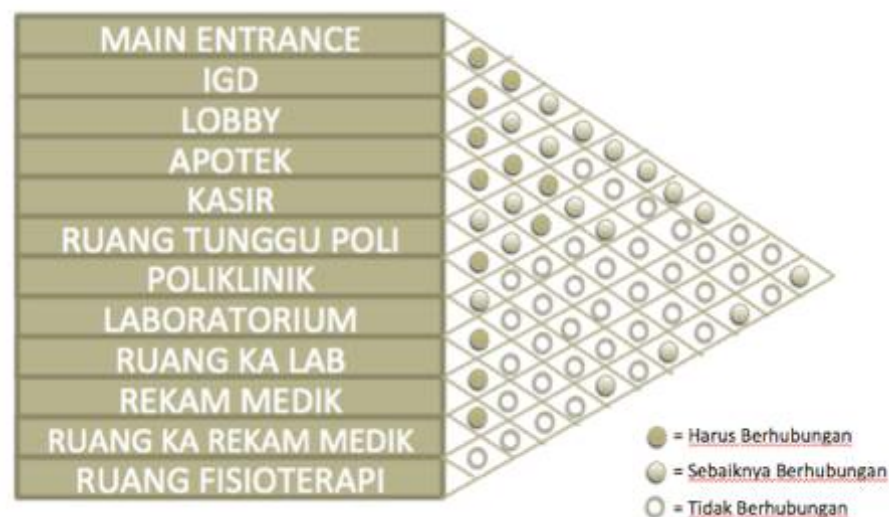 MAIN ENTRANCE
IGD
LOBBY
APOTEK
KASIR
RUANG TUNGGU POLI
POLIKLINIK
LABORATORIUM
RUANG KA LAB
REKAM MEDIK
RUANG KA REKAM MEDIK
RUANG FISIOTERAPI
= Harus Berhubungan
= Sebaiknya Berhubungan
= Tidak Berhubungan